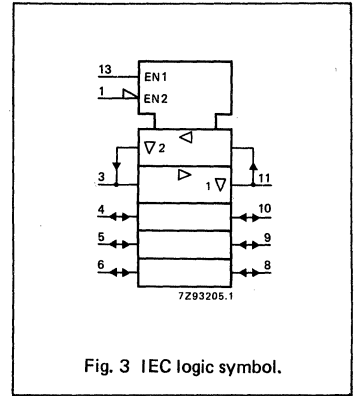 13 EN1
1 EN2
2
3 1 11
4 10
5 9
6 8
7Z93205.1
Fig. 3 IEC logic symbol.